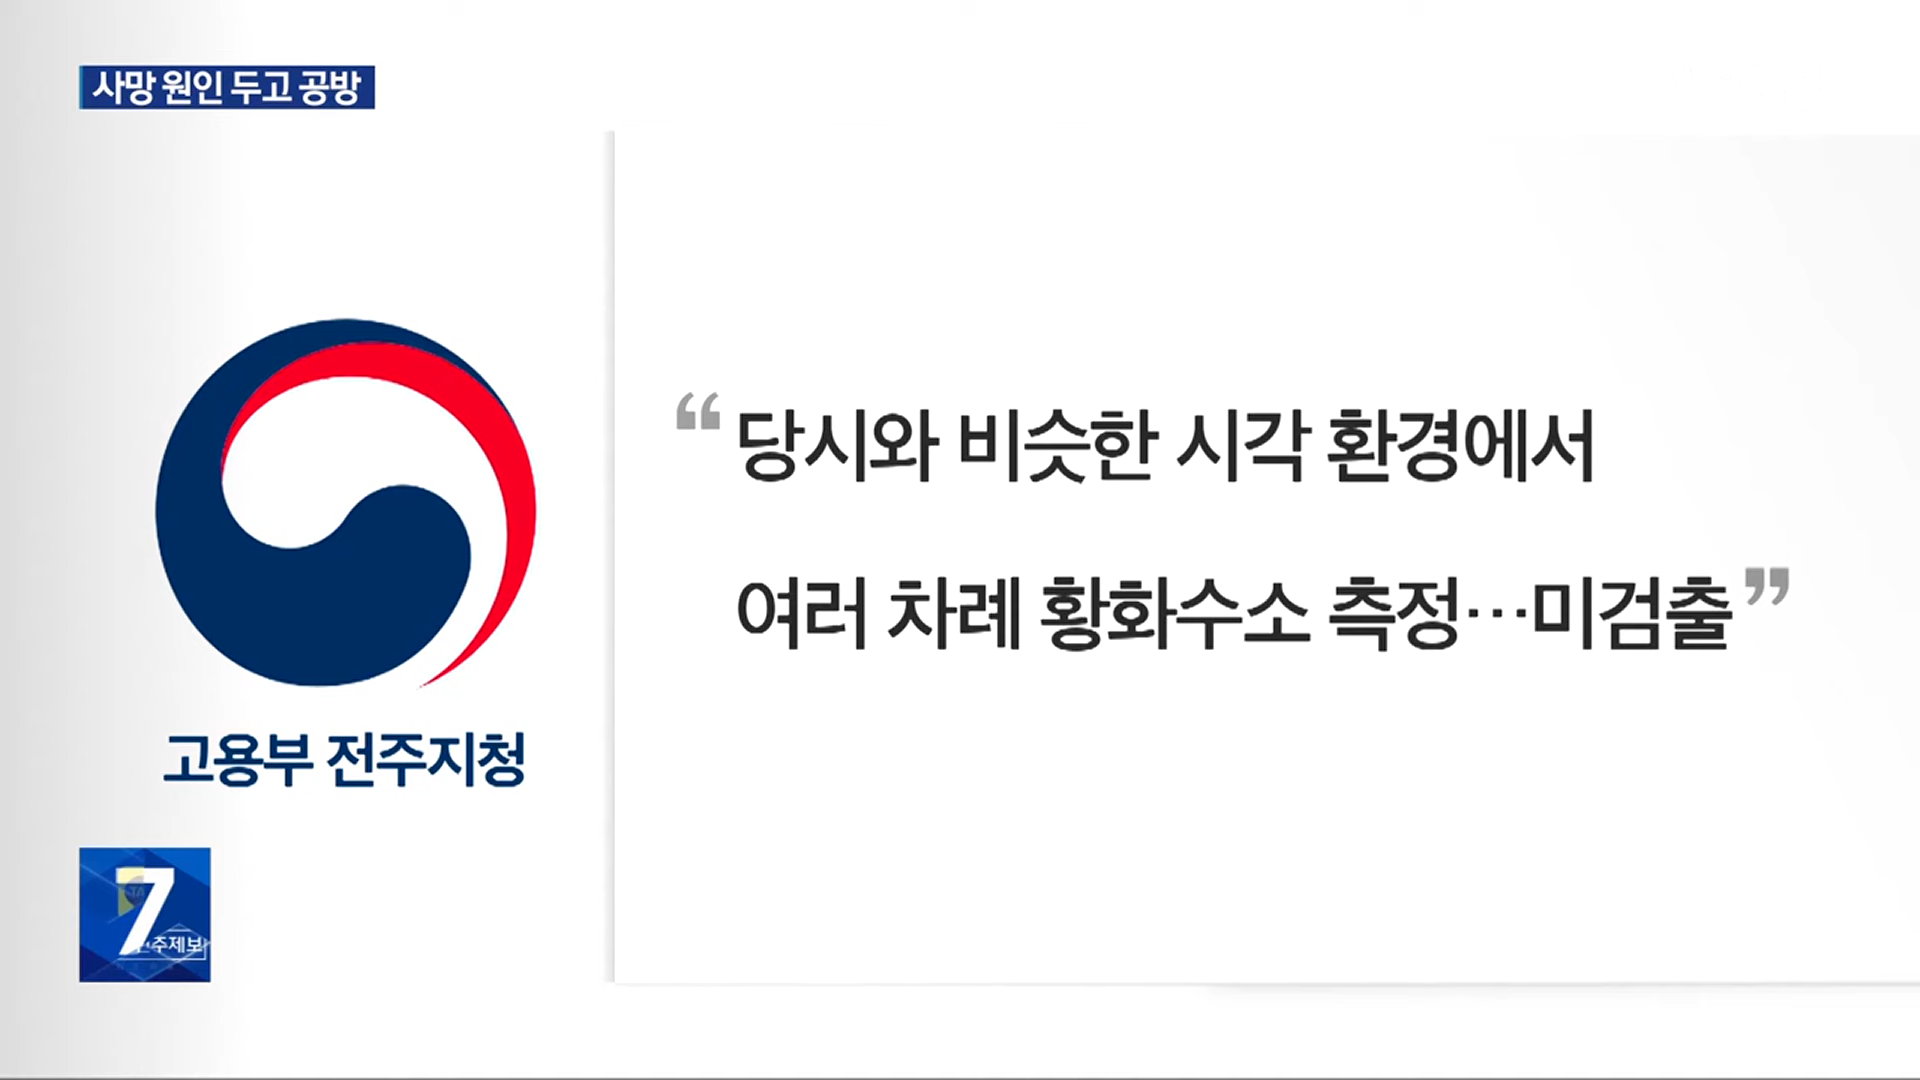 사망 원인 두고 공방
“당시와 비슷한 시각 환경에서
여러 차례 황화수소 측정…미검출”
고용부 전주지청
7
주제보